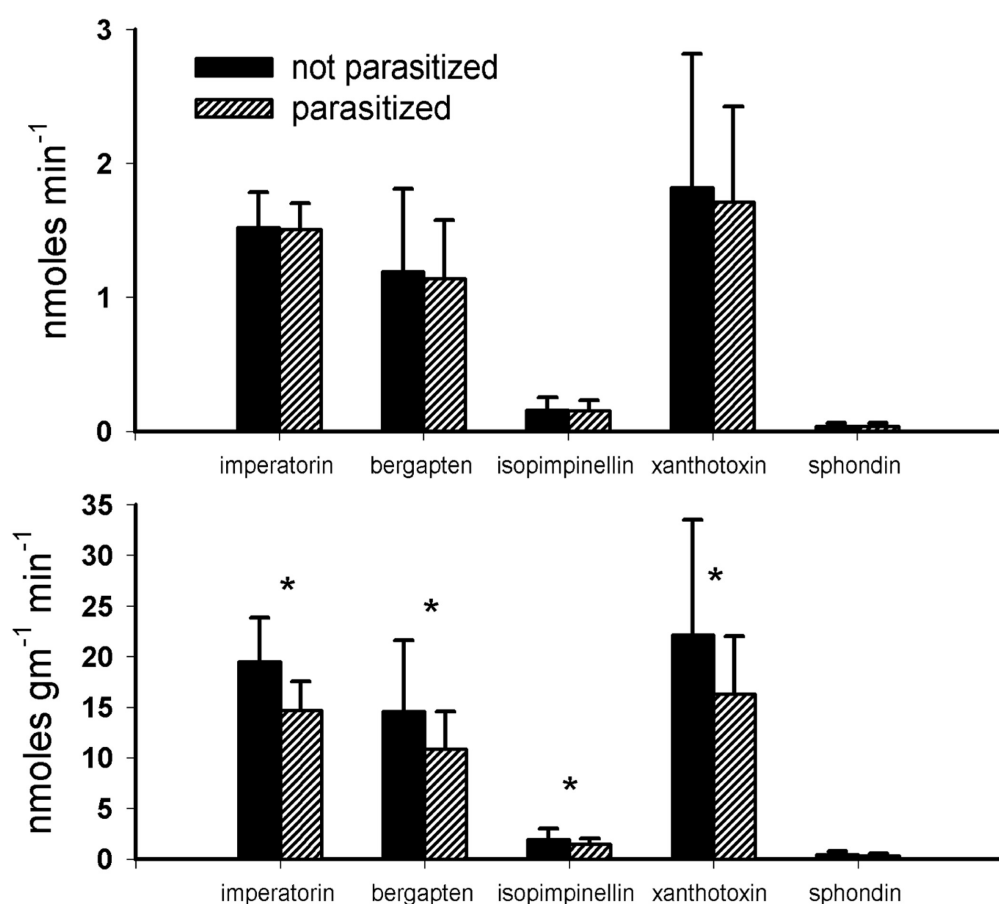 3
not parasitized
parasitized
2
nmoles min⁻¹
1
0
imperatorin bergapten isopimpinellin xanthotoxin sphondin
35
30
*
*
*
25
20
nmoles gm⁻¹ min⁻¹
15
10
*
5
0
imperatorin bergapten isopimpinellin xanthotoxin sphondin